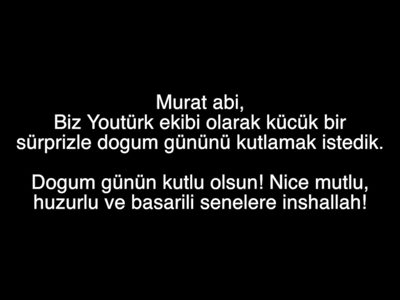 Murat abi,
Biz Youtürk ekibi olarak kücük bir
sürprizle dogum gününü kutlamak istedik.
Dogum günün kutlu olsun! Nice mutlu,
huzurlu ve basarili senelere inshallah!